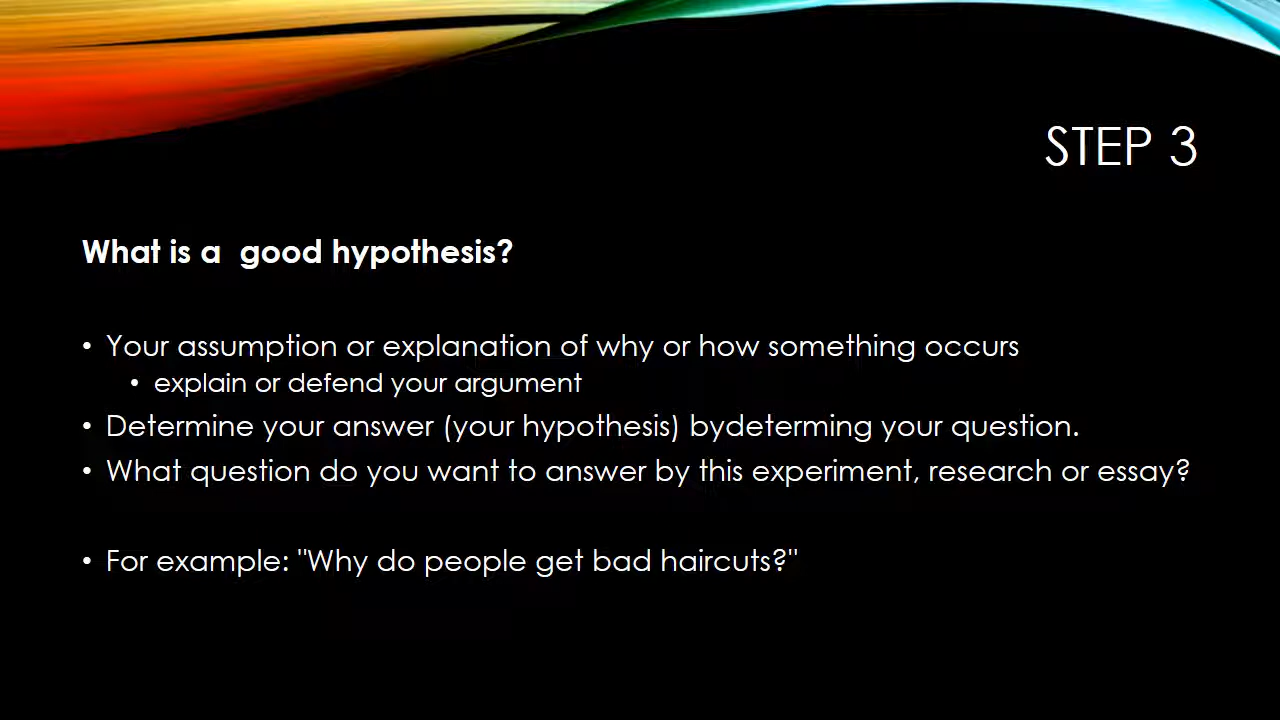 STEP 3
What is a  good hypothesis?
• Your assumption or explanation of why or how something occurs
• explain or defend your argument
• Determine your answer (your hypothesis) bydeterming your question.
• What question do you want to answer by this experiment, research or essay?
• For example: "Why do people get bad haircuts?"